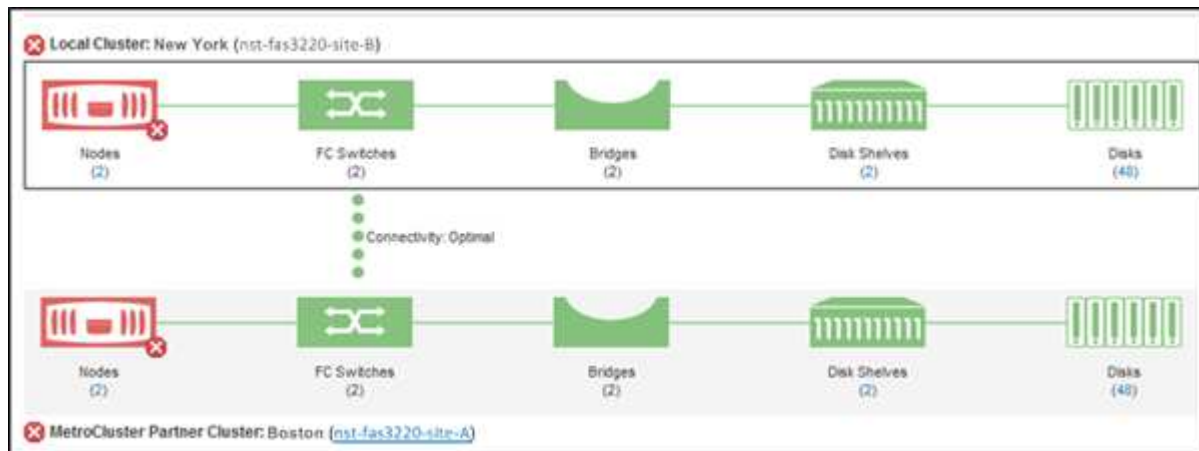 Local Cluster: New York (nst-fas3220-site-B)
Nodes FC Switches Bridges Disk Shelves Disks
(2) (2) (2) (2) (48)
Connectivity: Optimal
Nodes FC Switches Bridges Disk Shelves Disks
(2) (2) (2) (2) (48)
MetroCluster Partner Cluster: Boston (nst-fas3220-site-A)